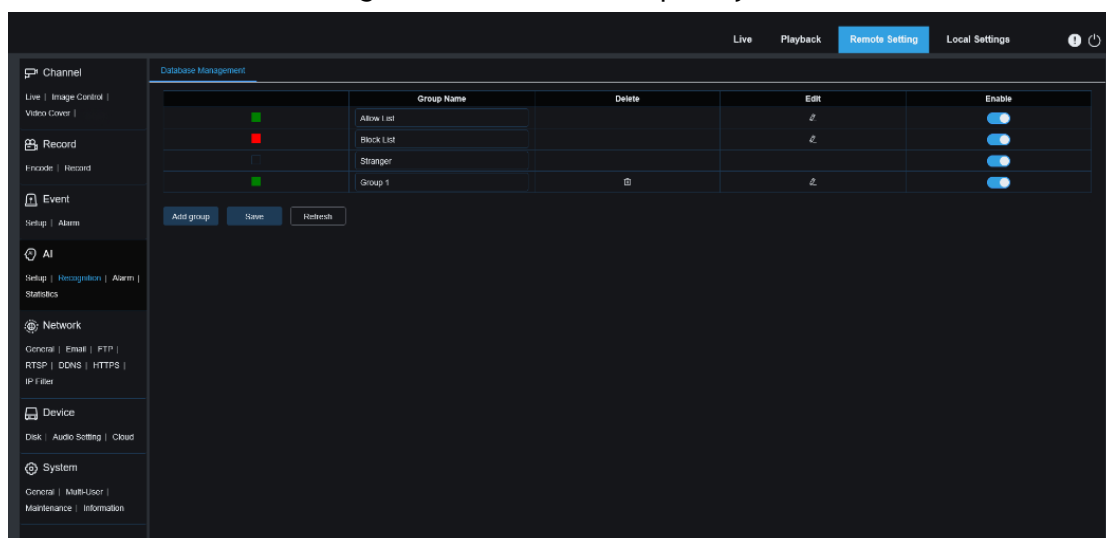 Live Playback Remote Setting Local Settings
Channel
Live | Image Control |
Video Cover |
Record
Encode | Record
Event
Setup | Alarm
AI
Setup | Recognition | Alarm |
Statistics
Network
General | Email | FTP |
RTSP | DDNS | HTTPS |
IP Filter
Device
Disk | Audio Setting | Cloud
System
General | Multi-User |
Maintenance | Information
Database Management
Group Name Delete Edit Enable
Allow List
Block List
Stranger
Group 1
Add group Save Refresh